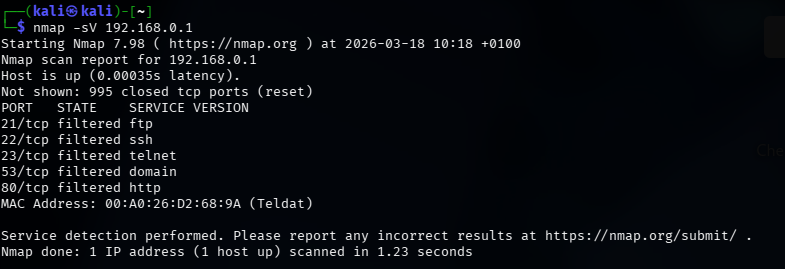 ┌──(kali㉿kali)-[~]
└─$ nmap -sV 192.168.0.1
Starting Nmap 7.98 ( https://nmap.org ) at 2026-03-18 10:18 +0100
Nmap scan report for 192.168.0.1
Host is up (0.00035s latency).
Not shown: 995 closed tcp ports (reset)
PORT   STATE    SERVICE VERSION
21/tcp filtered ftp
22/tcp filtered ssh
23/tcp filtered telnet
53/tcp filtered domain
80/tcp filtered http
MAC Address: 00:A0:26:D2:68:9A (Teldat)

Service detection performed. Please report any incorrect results at https://nmap.org/submit/ .
Nmap done: 1 IP address (1 host up) scanned in 1.23 seconds